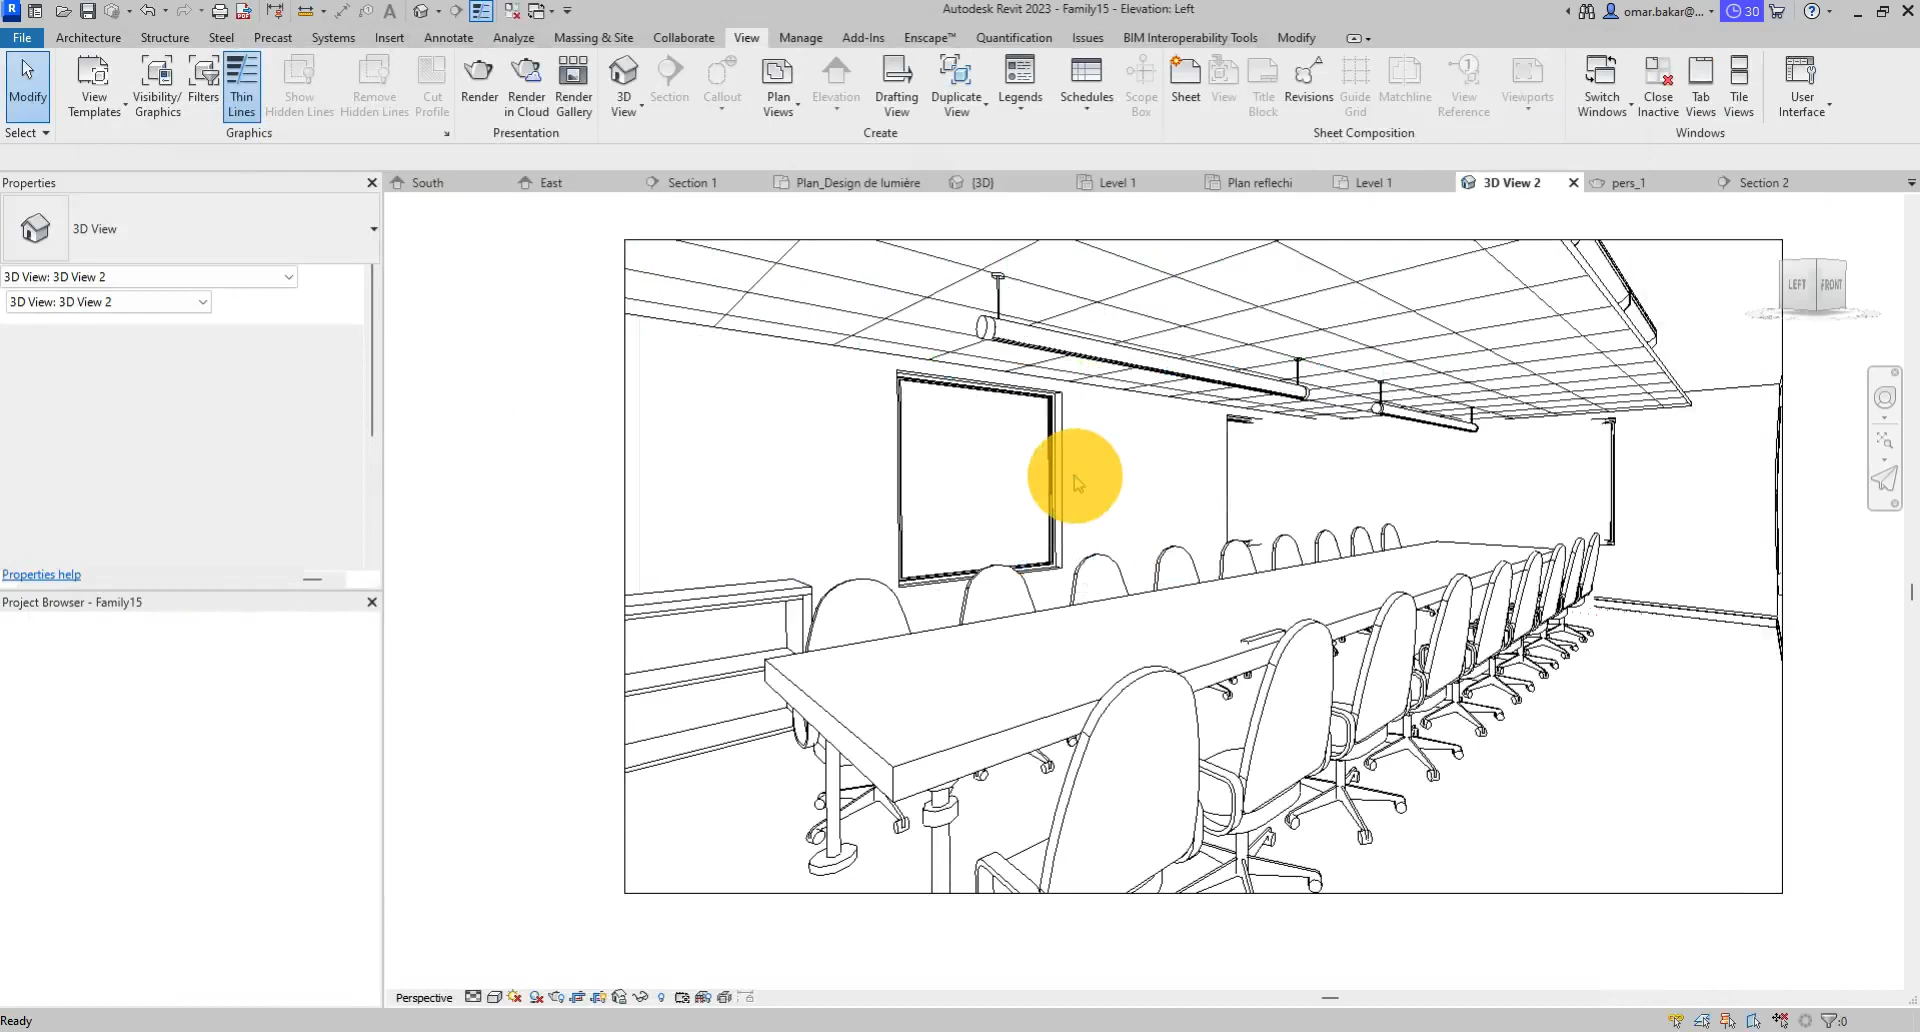 Autodesk Revit 2023 - Family15 - Elevation: Left
omar.bakar@...
30
File Architecture Structure Steel Precast Systems Insert Annotate Analyze Massing & Site Collaborate View Manage Add-Ins Enscape™ Quantification Issues BIM Interoperability Tools Modify
Modify
View Templates
Visibility/ Graphics
Filters
Thin Lines
Show Hidden Lines
Remove Hidden Lines
Cut Profile
Render
Render in Cloud
Render Gallery
3D View
Section
Callout
Plan Views
Elevation
Drafting View
Duplicate View
Legends
Schedules
Scope Box
Sheet
View
Title Block
Revisions
Guide Grid
Matchline
View Reference
Viewports
Switch Windows
Close Inactive
Tab Views
Tile Views
User Interface
Select Graphics Presentation Create Sheet Composition Windows
Properties
South East Section 1 Plan_Design de lumière {3D} Level 1 Plan reflechi Level 1 3D View 2 pers_1 Section 2
3D View
3D View: 3D View 2
3D View: 3D View 2
LEFT FRONT
Properties help
Project Browser - Family15
Perspective
Ready
:0